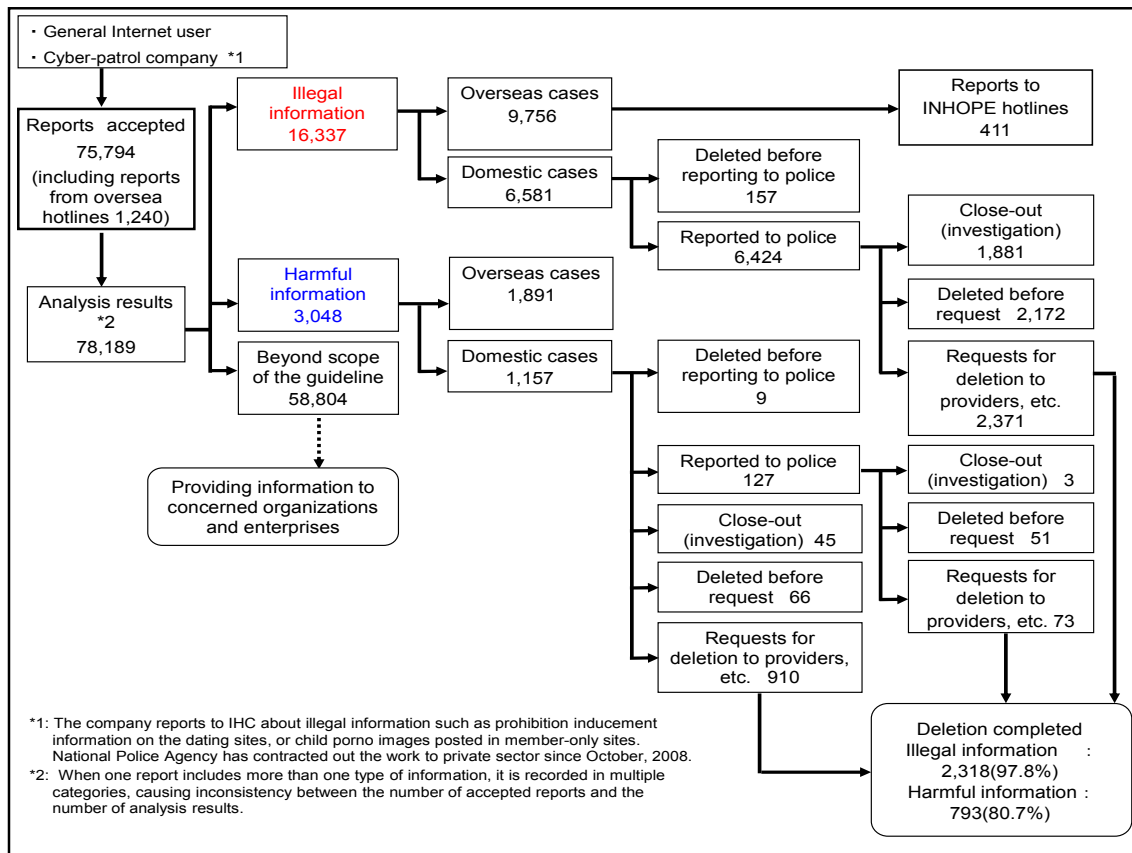 ・ General Internet user
・ Cyber-patrol company *1
Reports accepted
75,794
(including reports
from oversea
hotlines 1,240)
Analysis results
*2
78,189
Illegal
information
16,337
Harmful
information
3,048
Beyond scope
of the guideline
58,804
Providing information to
concerned organizations
and enterprises
Overseas cases
9,756
Domestic cases
6,581
Overseas cases
1,891
Domestic cases
1,157
Reports to
INHOPE hotlines
411
Deleted before
reporting to police
157
Reported to police
6,424
Close-out
(investigation)
1,881
Deleted before
request 2,172
Requests for
deletion to
providers, etc.
2,371
Deleted before
reporting to police
9
Reported to police
127
Close-out
(investigation) 45
Deleted before
request 66
Requests for
deletion to providers,
etc. 910
Close-out
(investigation) 3
Deleted before
request 51
Requests for
deletion to
providers, etc. 73
Deletion completed
Illegal information :
2,318(97.8%)
Harmful information :
793(80.7%)
*1: The company reports to IHC about illegal information such as prohibition inducement
information on the dating sites, or child porno images posted in member-only sites.
National Police Agency has contracted out the work to private sector since October, 2008.
*2: When one report includes more than one type of information, it is recorded in multiple
categories, causing inconsistency between the number of accepted reports and the
number of analysis results.